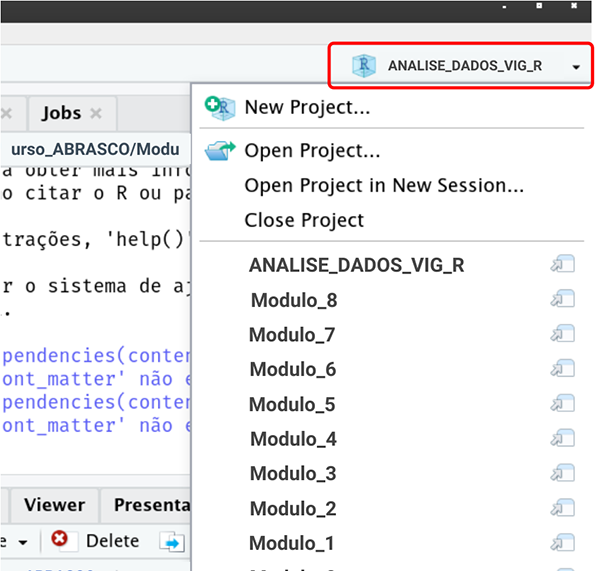 ANALISE_DADOS_VIG_R
New Project...
Jobs
urso_ABRASCO/Modu
Open Project...
a obter mais info
o citar o R ou pa
Open Project in New Session...
Close Project
trações, 'help()'
ANALISE_DADOS_VIG_R
r o sistema de aj
Modulo_8
.
Modulo_7
pendencies(conten
Modulo_6
ont_matter' não e
pendencies(conten
Modulo_5
ont_matter' não e
Modulo_4
Modulo_3
Viewer Presenta
Modulo_2
e Delete
Modulo_1